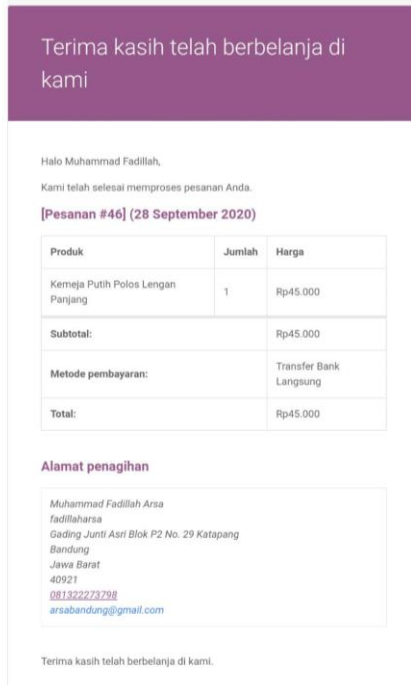 Terima kasih telah berbelanja di
kami
Halo Muhammad Fadillah,
Kami telah selesai memproses pesanan Anda.
[Pesanan #46] (28 September 2020)
Produk Jumlah Harga
Kemeja Putih Polos Lengan
Panjang 1 Rp45.000
Subtotal: Rp45.000
Metode pembayaran: Transfer Bank
Langsung
Total: Rp45.000
Alamat penagihan
Muhammad Fadillah Arsa
fadillaharsa
Gading Junti Asri Blok P2 No. 29 Katapang
Bandung
Jawa Barat
40921
081322273798
arsabandung@gmail.com
Terima kasih telah berbelanja di kami.